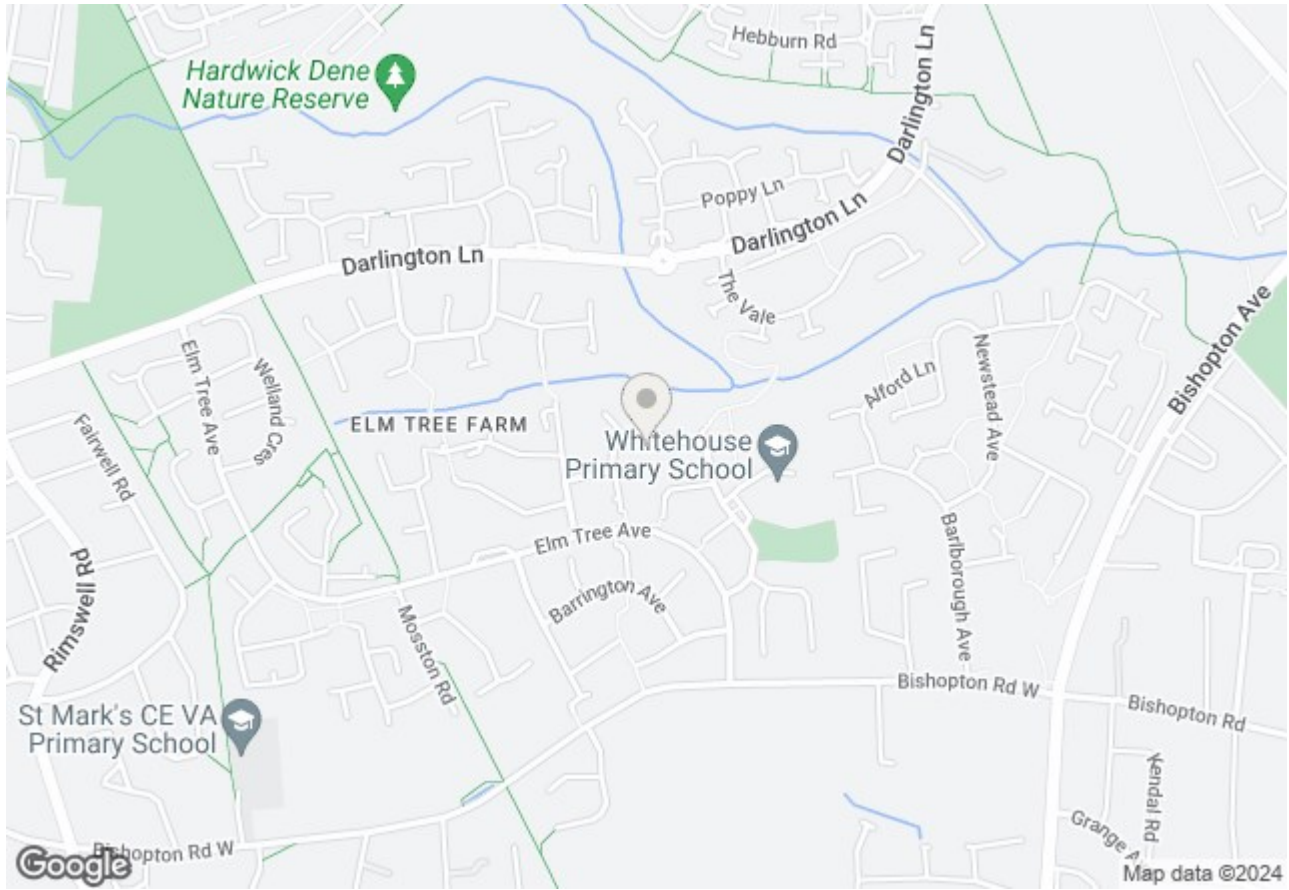 Hebburn Rd
Darlington Ln
Hardwick Dene
Nature Reserve
Poppy Ln
Darlington Ln
Darlington Ln
The Vale
Bishopton Ave
Elm Tree Ave
Welland Cres
Alford Ln
Newstead Ave
ELM TREE FARM
Fairwell Rd
Whitehouse
Primary School
Elm Tree Ave
Barlborough Ave
Barrington Ave
Rimswell Rd
Mosston Rd
Bishopton Rd W
Bishopton Rd
St Mark's CE VA
Primary School
Kendal Rd
Grange A
Bishopton Rd W
Google
Map data ©2024